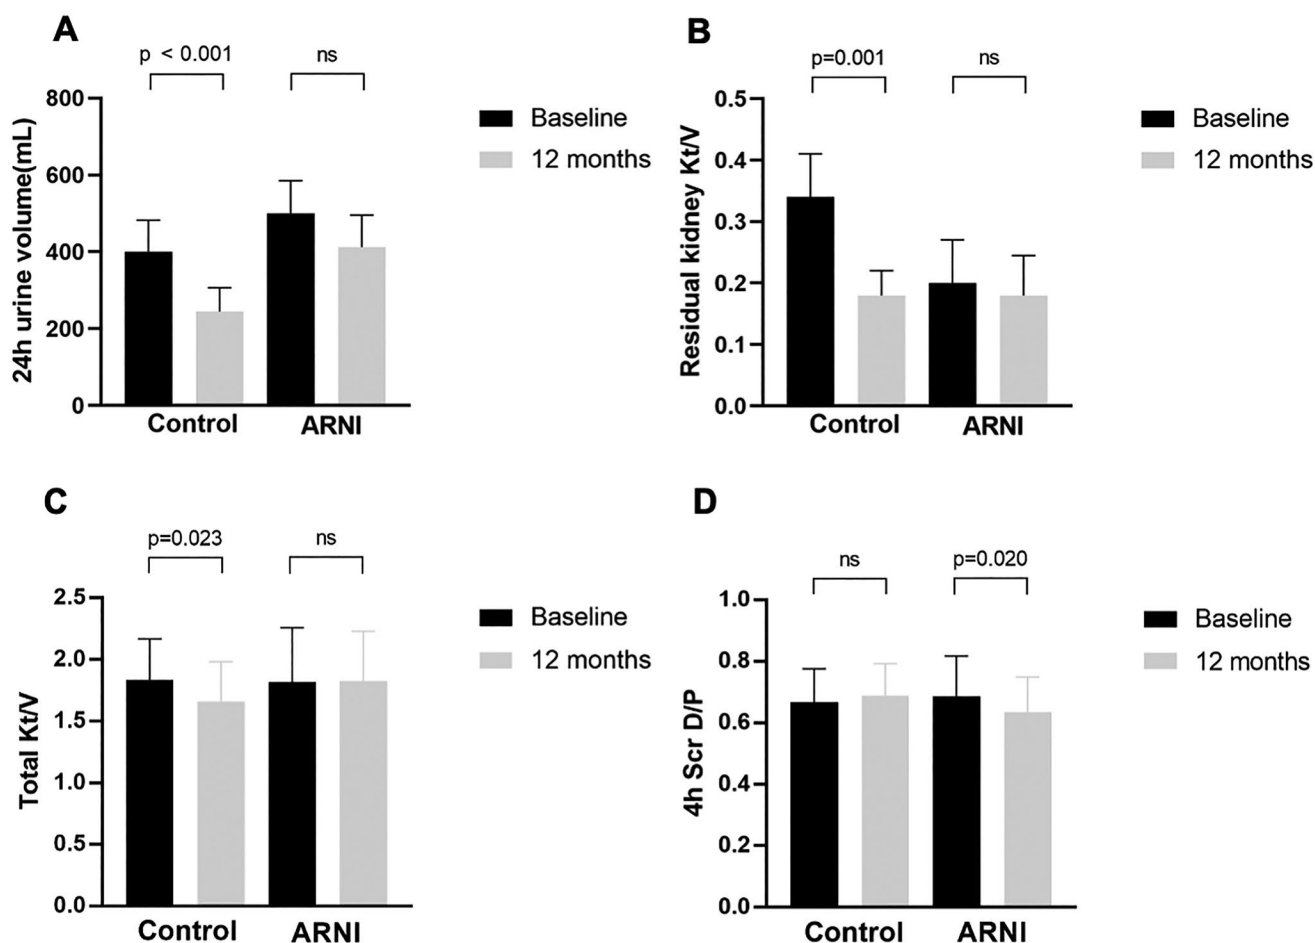 A
p < 0.001
ns
800
600
400
200
0
24h urine volume(mL)
Control
ARNI
Baseline
12 months
B
p=0.001
ns
0.5
0.4
0.3
0.2
0.1
0.0
Residual kidney Kt/V
Control
ARNI
Baseline
12 months
C
p=0.023
ns
2.5
2.0
1.5
1.0
0.5
0.0
Total Kt/V
Control
ARNI
Baseline
12 months
D
ns
p=0.020
1.0
0.8
0.6
0.4
0.2
0.0
4h Scr D/P
Control
ARNI
Baseline
12 months